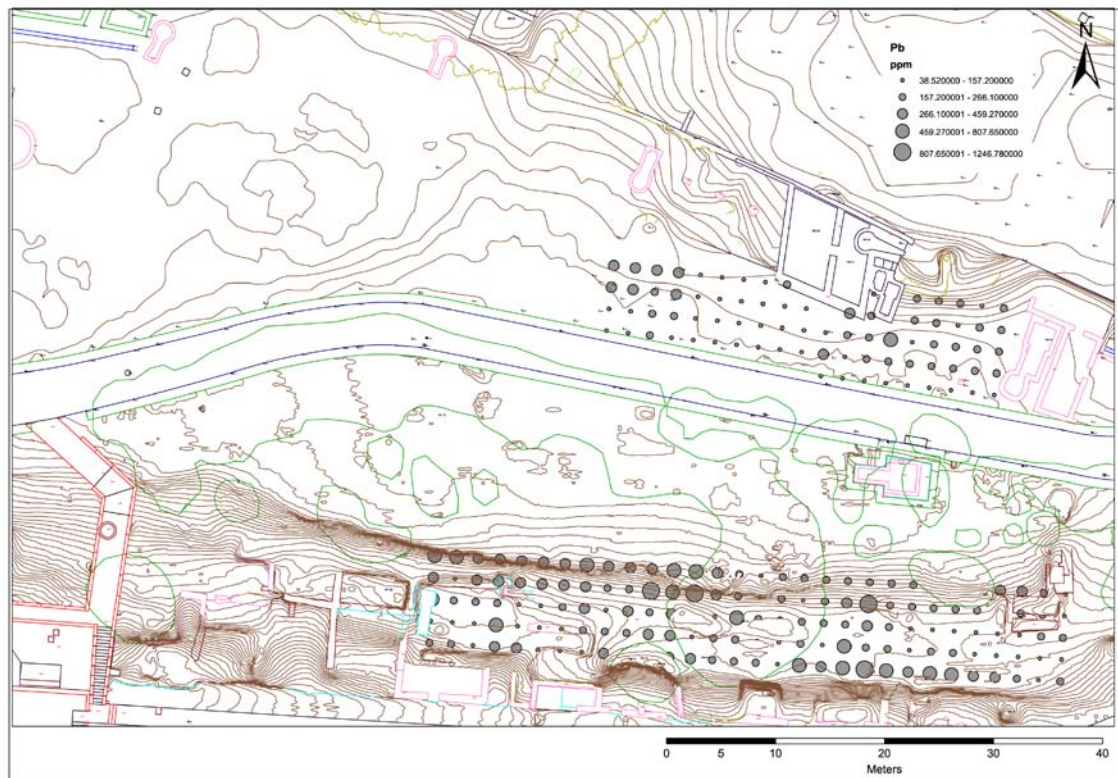 N
Pb
ppm
38.520000 - 157.200000
157.200001 - 266.100000
266.100001 - 459.270000
459.270001 - 807.650000
807.650001 - 1246.780000
0 10 20 30 40
Meters